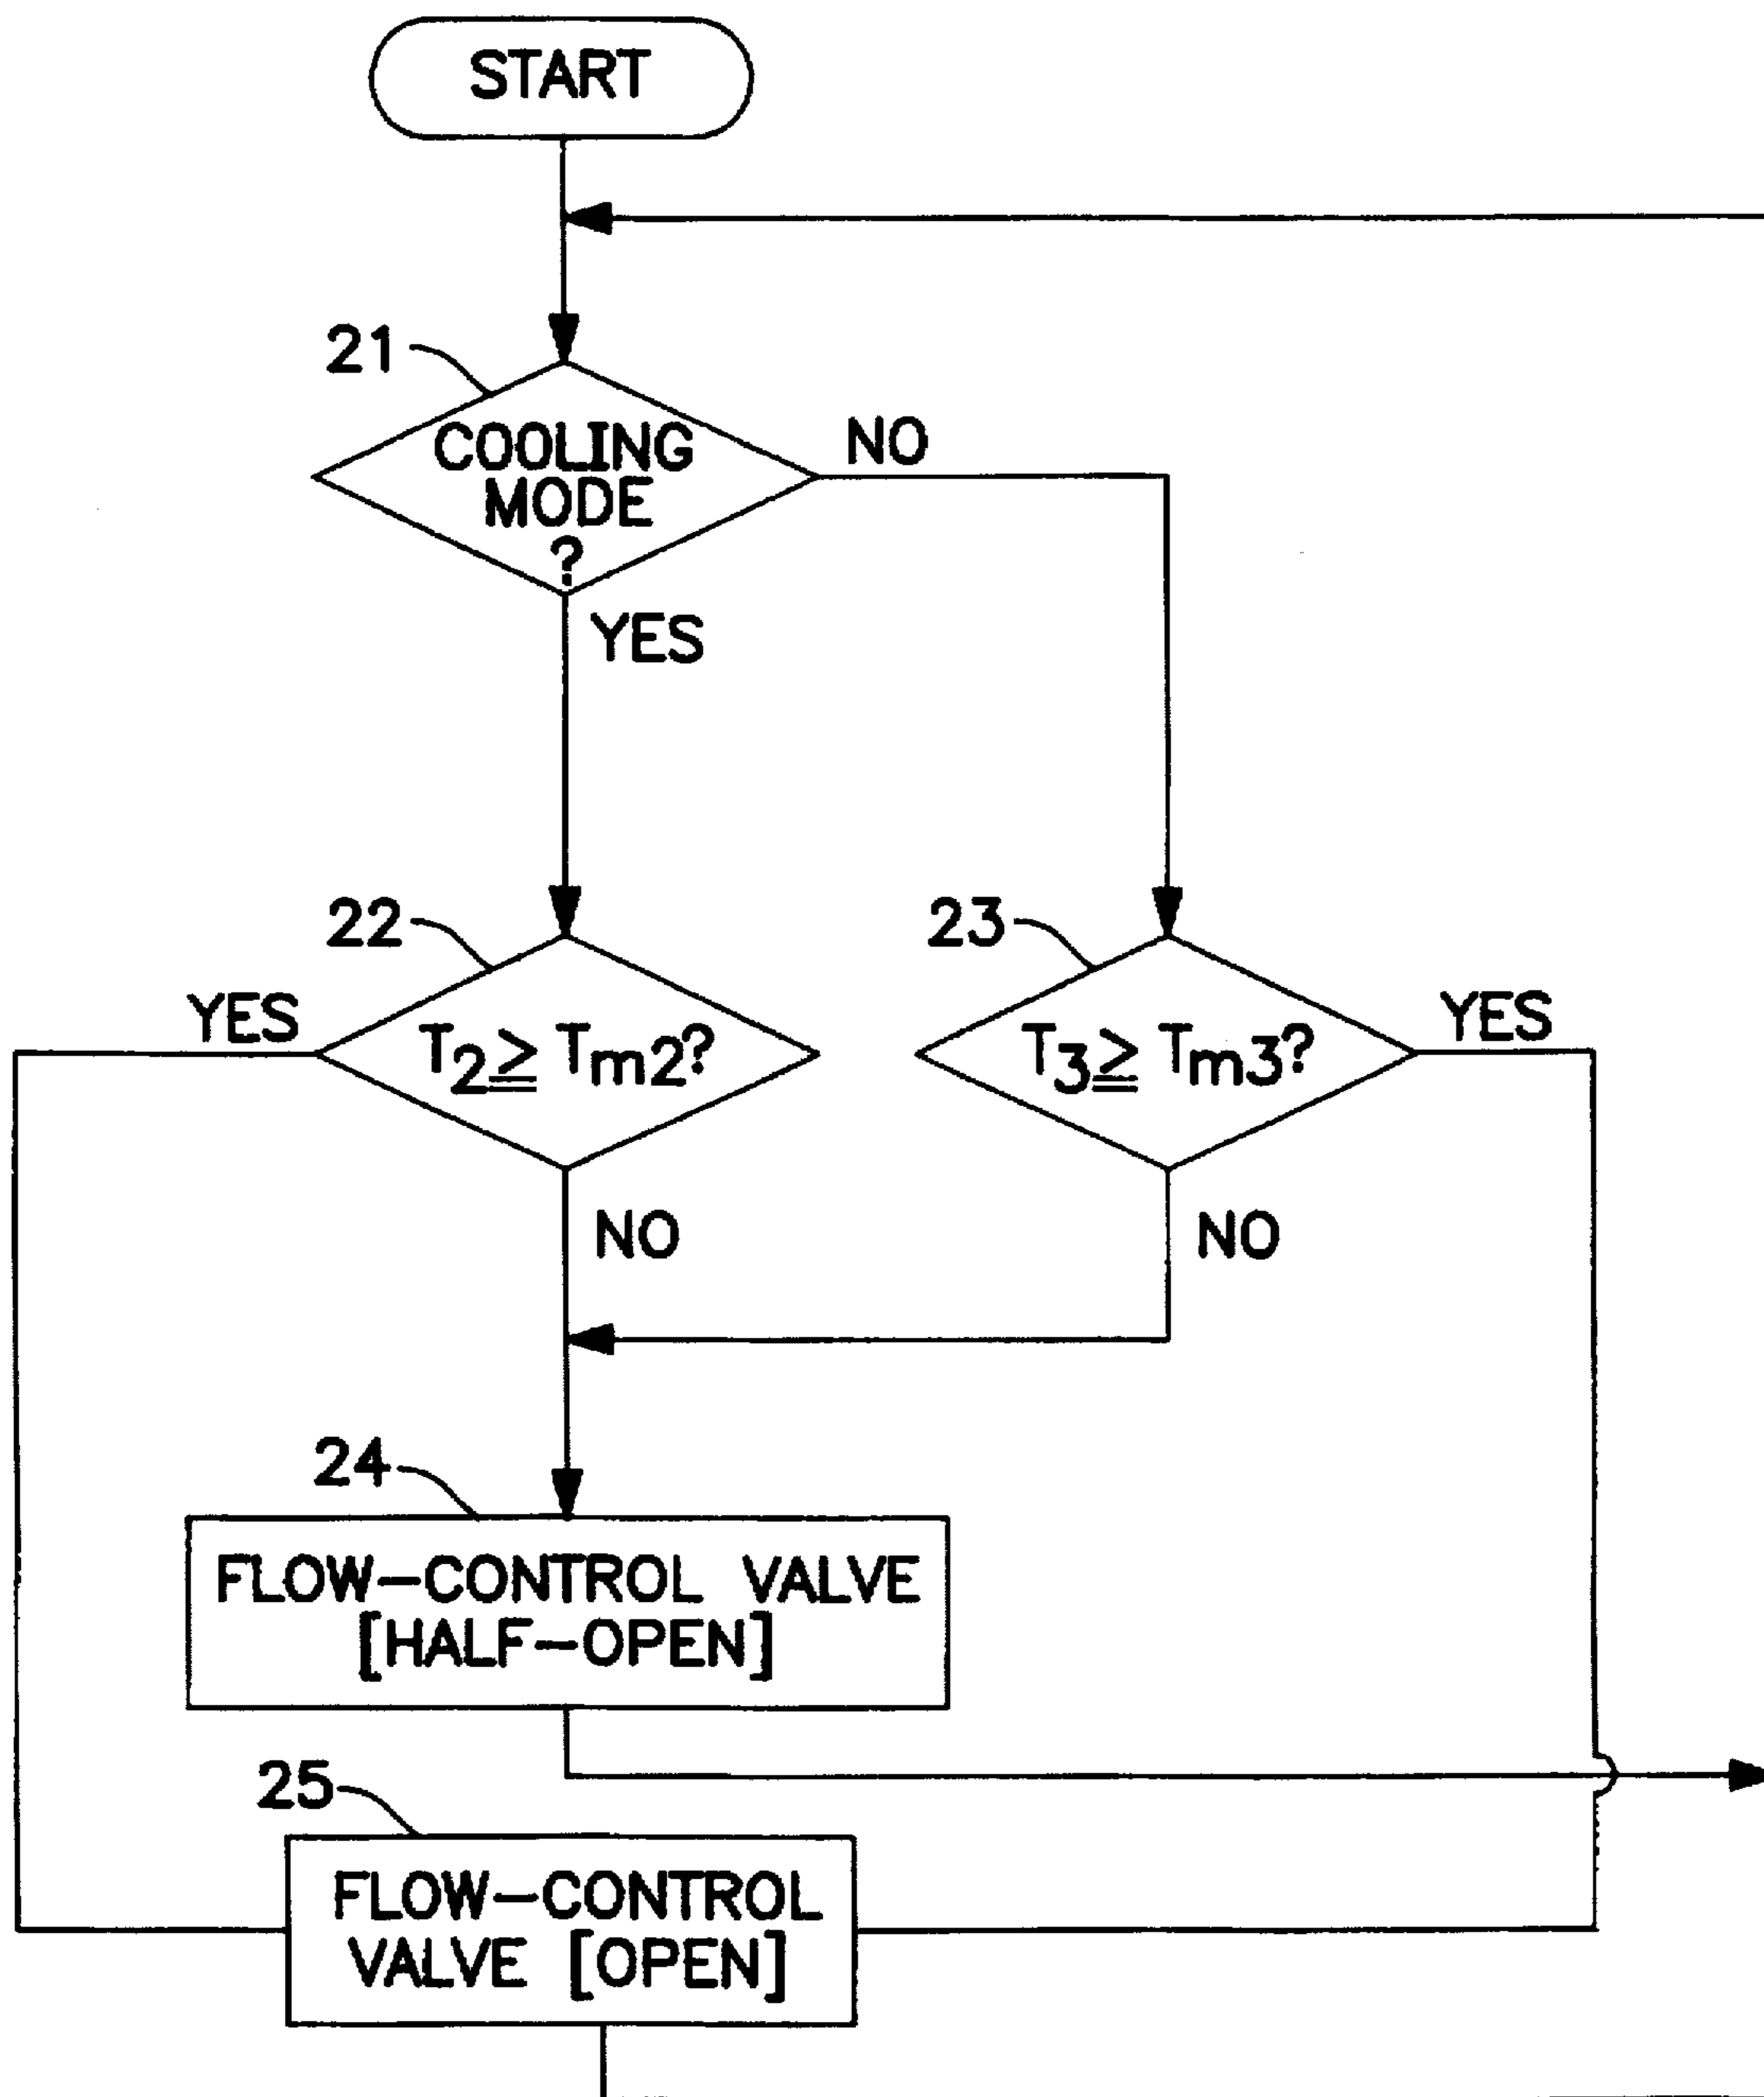 START
21
COOLING
MODE
?
NO
YES
22
23
YES
T2≧ Tm2?
T3≧ Tm3?
YES
NO
NO
24
FLOW-CONTROL VALVE
[HALF-OPEN]
25
FLOW-CONTROL
VALVE [OPEN]